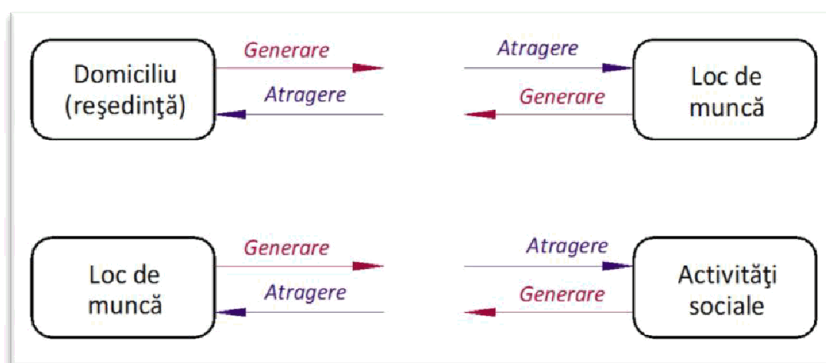 Domiciliu
(reşedinţă)
Generare
Atragere
Atragere
Generare
Loc de
muncă
Loc de
muncă
Generare
Atragere
Atragere
Generare
Activităţi
sociale